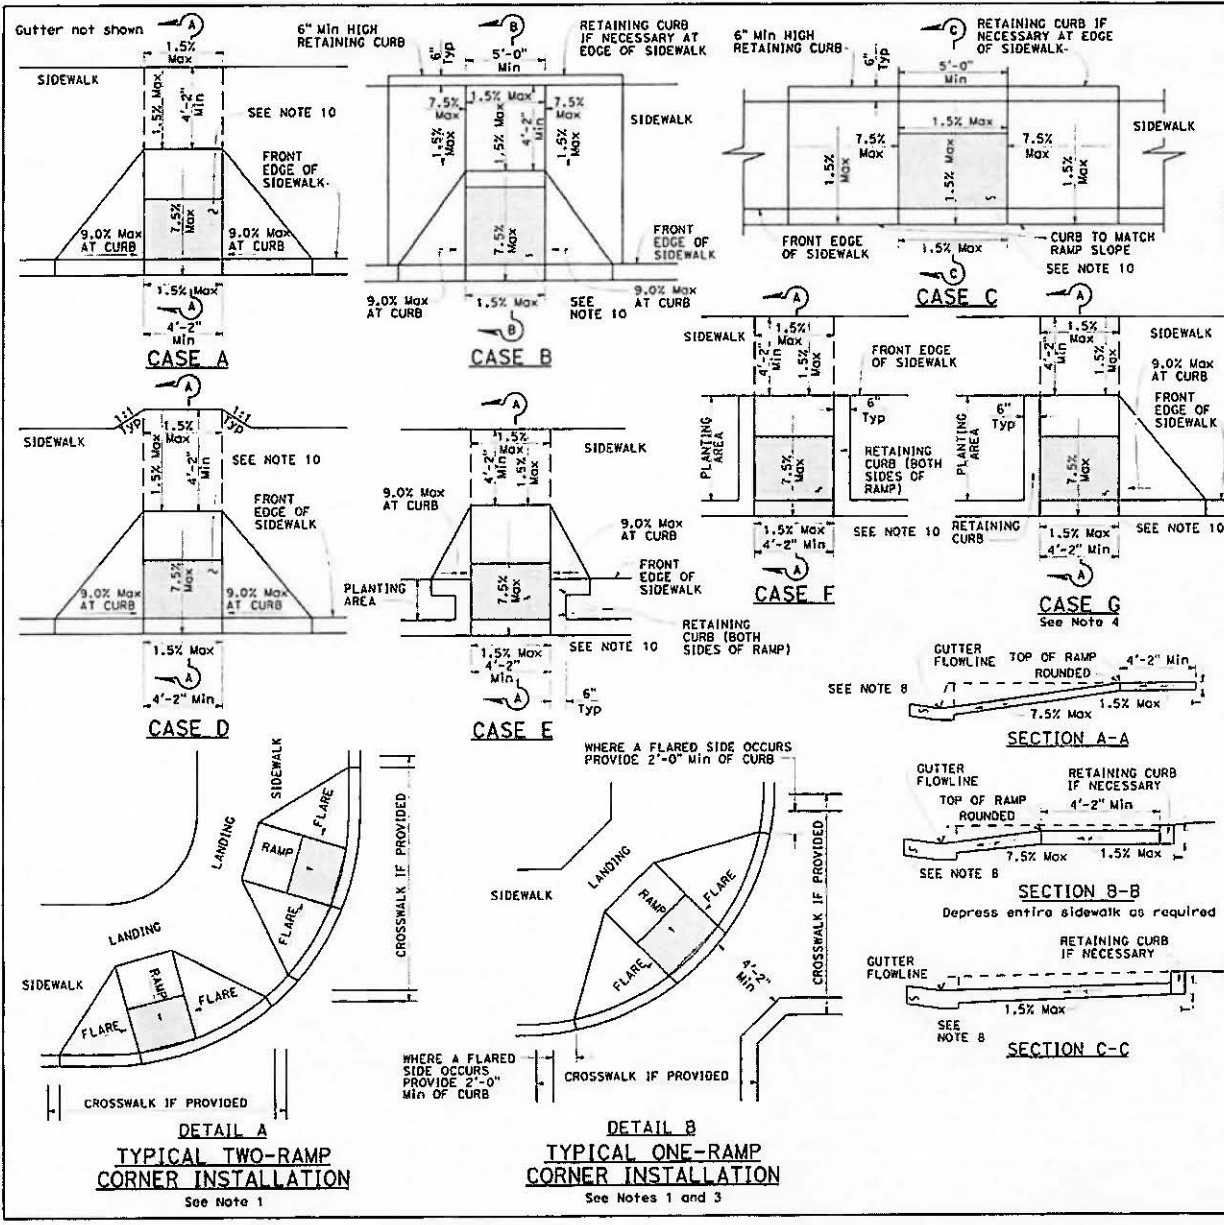 Gutter not shown
A
1.5%
Max
SIDEWALK
1.5% Max
4'-2"
Min
SEE NOTE 10
FRONT
EDGE OF
SIDEWALK
7.5%
Max
9.0% Max
AT CURB
9.0% Max
AT CURB
1.5% Max
A
4'-2"
Min
CASE A
6" Min HIGH
RETAINING CURB
6"
Typ
B
RETAINING CURB
IF NECESSARY AT
EDGE OF SIDEWALK
5'-0"
Min
7.5%
Max
1.5% Max
7.5%
Max
SIDEWALK
1.5%
Max
1.5% Max
4'-2"
Min
1.5%
Max
7.5%
Max
FRONT
EDGE OF
SIDEWALK
9.0% Max
AT CURB
1.5% Max
SEE
NOTE 10
9.0% Max
AT CURB
B
CASE B
6" Min HIGH
RETAINING CURB
6"
Typ
C
RETAINING CURB IF
NECESSARY AT EDGE
OF SIDEWALK
5'-0"
Min
1.5% Max
SIDEWALK
7.5%
Max
7.5%
Max
1.5%
Max
1.5% Max
1.5%
Max
FRONT EDGE
OF SIDEWALK
1.5% Max
CURB TO MATCH
RAMP SLOPE
C
SEE NOTE 10
CASE C
A
1:1
Typ
1:1
Typ
1.5%
Max
SIDEWALK
1.5% Max
4'-2"
Min
SEE NOTE 10
FRONT
EDGE OF
SIDEWALK
7.5%
Max
9.0% Max
AT CURB
9.0% Max
AT CURB
1.5% Max
A
4'-2" Min
CASE D
A
1.5%
Max
SIDEWALK
4'-2"
Min
1.5%
Max
9.0% Max
AT CURB
9.0% Max
AT CURB
FRONT
EDGE OF
SIDEWALK
7.5%
Max
PLANTING
AREA
RETAINING
CURB (BOTH
SIDES OF RAMP)
SEE NOTE 10
1.5% Max
4'-2"
Min
A
6"
Typ
CASE E
A
SIDEWALK
1.5%
Max
4'-2"
Min
1.5%
Max
FRONT EDGE
OF SIDEWALK
6"
Typ
PLANTING
AREA
7.5%
Max
RETAINING
CURB (BOTH
SIDES OF
RAMP)
1.5% Max
SEE NOTE 10
4'-2" Min
A
CASE F
A
SIDEWALK
1.5%
Max
4'-2"
Min
1.5%
Max
9.0% Max
AT CURB
FRONT
EDGE OF
SIDEWALK
6"
Typ
PLANTING
AREA
7.5%
Max
RETAINING
CURB
1.5% Max
SEE NOTE 10
4'-2" Min
A
CASE G
See Note 4
GUTTER
FLOWLINE
TOP OF RAMP
ROUNDED
4'-2" Min
SEE NOTE 8
1.5% Max
7.5% Max
SECTION A-A
GUTTER
FLOWLINE
RETAINING CURB
IF NECESSARY
TOP OF RAMP
ROUNDED
4'-2" Min
7.5% Max
1.5% Max
SEE NOTE 8
SECTION B-B
Depress entire sidewalk as required
RETAINING CURB
IF NECESSARY
GUTTER
FLOWLINE
1.5% Max
SEE
NOTE 8
SECTION C-C
SIDEWALK
FLARE
LANDING
RAMP
1
FLARE
LANDING
SIDEWALK
RAMP
FLARE
FLARE
1
CROSSWALK IF PROVIDED
CROSSWALK IF PROVIDED
DETAIL A
TYPICAL TWO-RAMP
CORNER INSTALLATION
See Note 1
WHERE A FLARED SIDE OCCURS
PROVIDE 2'-0" Min OF CURB
LANDING
SIDEWALK
FLARE
RAMP
1
FLARE
4'-2"
Min
CROSSWALK IF PROVIDED
WHERE A FLARED
SIDE OCCURS
PROVIDE 2'-0"
Min OF CURB
CROSSWALK IF PROVIDED
DETAIL B
TYPICAL ONE-RAMP
CORNER INSTALLATION
See Notes 1 and 3